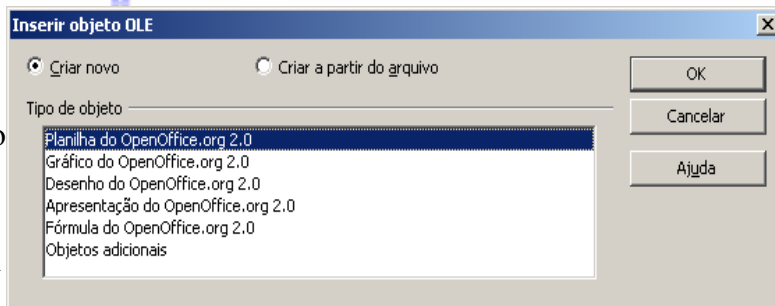 Inserir objeto OLE
Criar novo
Criar a partir do arquivo
OK
Tipo de objeto
Cancelar
Planilha do OpenOffice.org 2.0
Gráfico do OpenOffice.org 2.0
Ajuda
Desenho do OpenOffice.org 2.0
Apresentação do OpenOffice.org 2.0
Fórmula do OpenOffice.org 2.0
Objetos adicionais